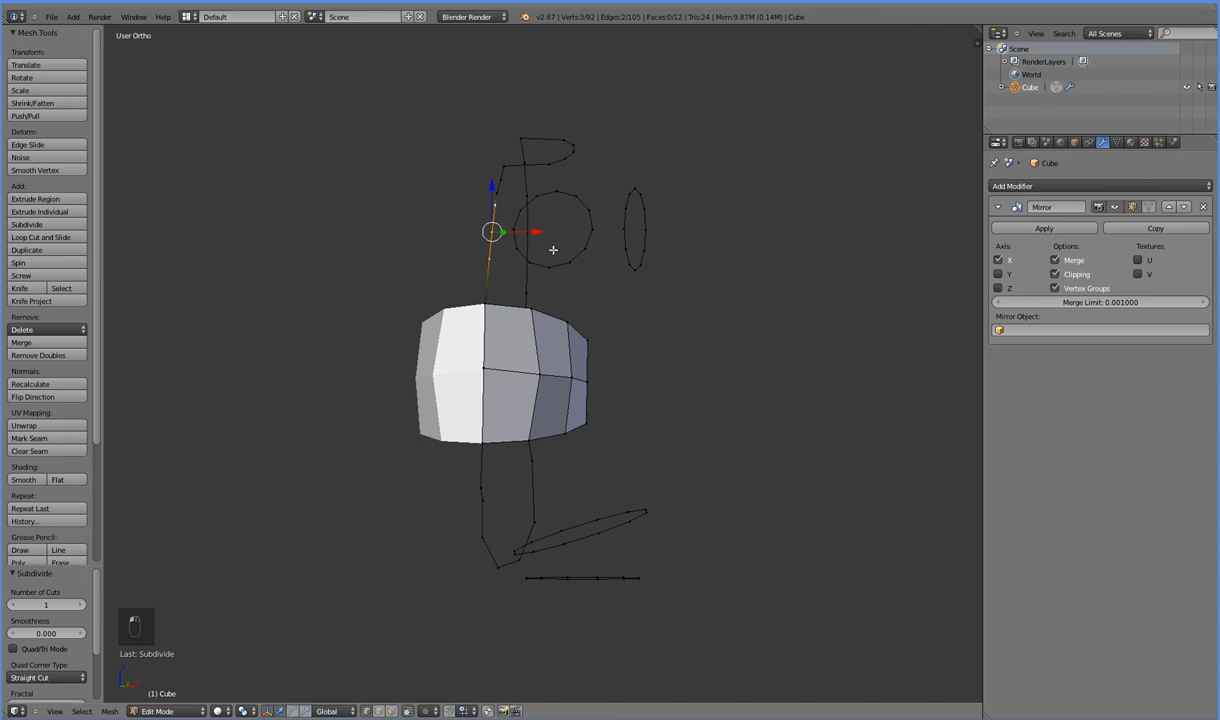 File Add Render Window Help Default Scene Blender Render v2.67 | Verts:3/92 | Edges:2/105 | Faces:0/12 | Tris:24 | Mem:9.87M (0.14M) | Cube
Mesh Tools
Transform:
Translate
Rotate
Scale
Shrink/Fatten
Push/Pull
Deform:
Edge Slide
Noise
Smooth Vertex
Add:
Extrude Region
Extrude Individual
Subdivide
Loop Cut and Slide
Duplicate
Spin
Screw
Knife Select
Knife Project
Remove:
Delete
Merge
Remove Doubles
Normals:
Recalculate
Flip Direction
UV Mapping:
Unwrap
Mark Seam
Clear Seam
Shading:
Smooth Flat
Repeat:
Repeat Last
History...
Grease Pencil:
Draw Line
Poly Erase
Subdivide
Number of Cuts
1
Smoothness
0.000
Quad/Tri Mode
Quad Corner Type
Straight Cut
Fractal
User Ortho
Last: Subdivide
(1) Cube
View Select Mesh Edit Mode Global
View Search All Scenes
Scene
RenderLayers
World
Cube
Cube
Add Modifier
Mirror
Apply Copy
Axis: Options: Textures:
X Merge U
Y Clipping V
Z Vertex Groups
Merge Limit: 0.001000
Mirror Object: